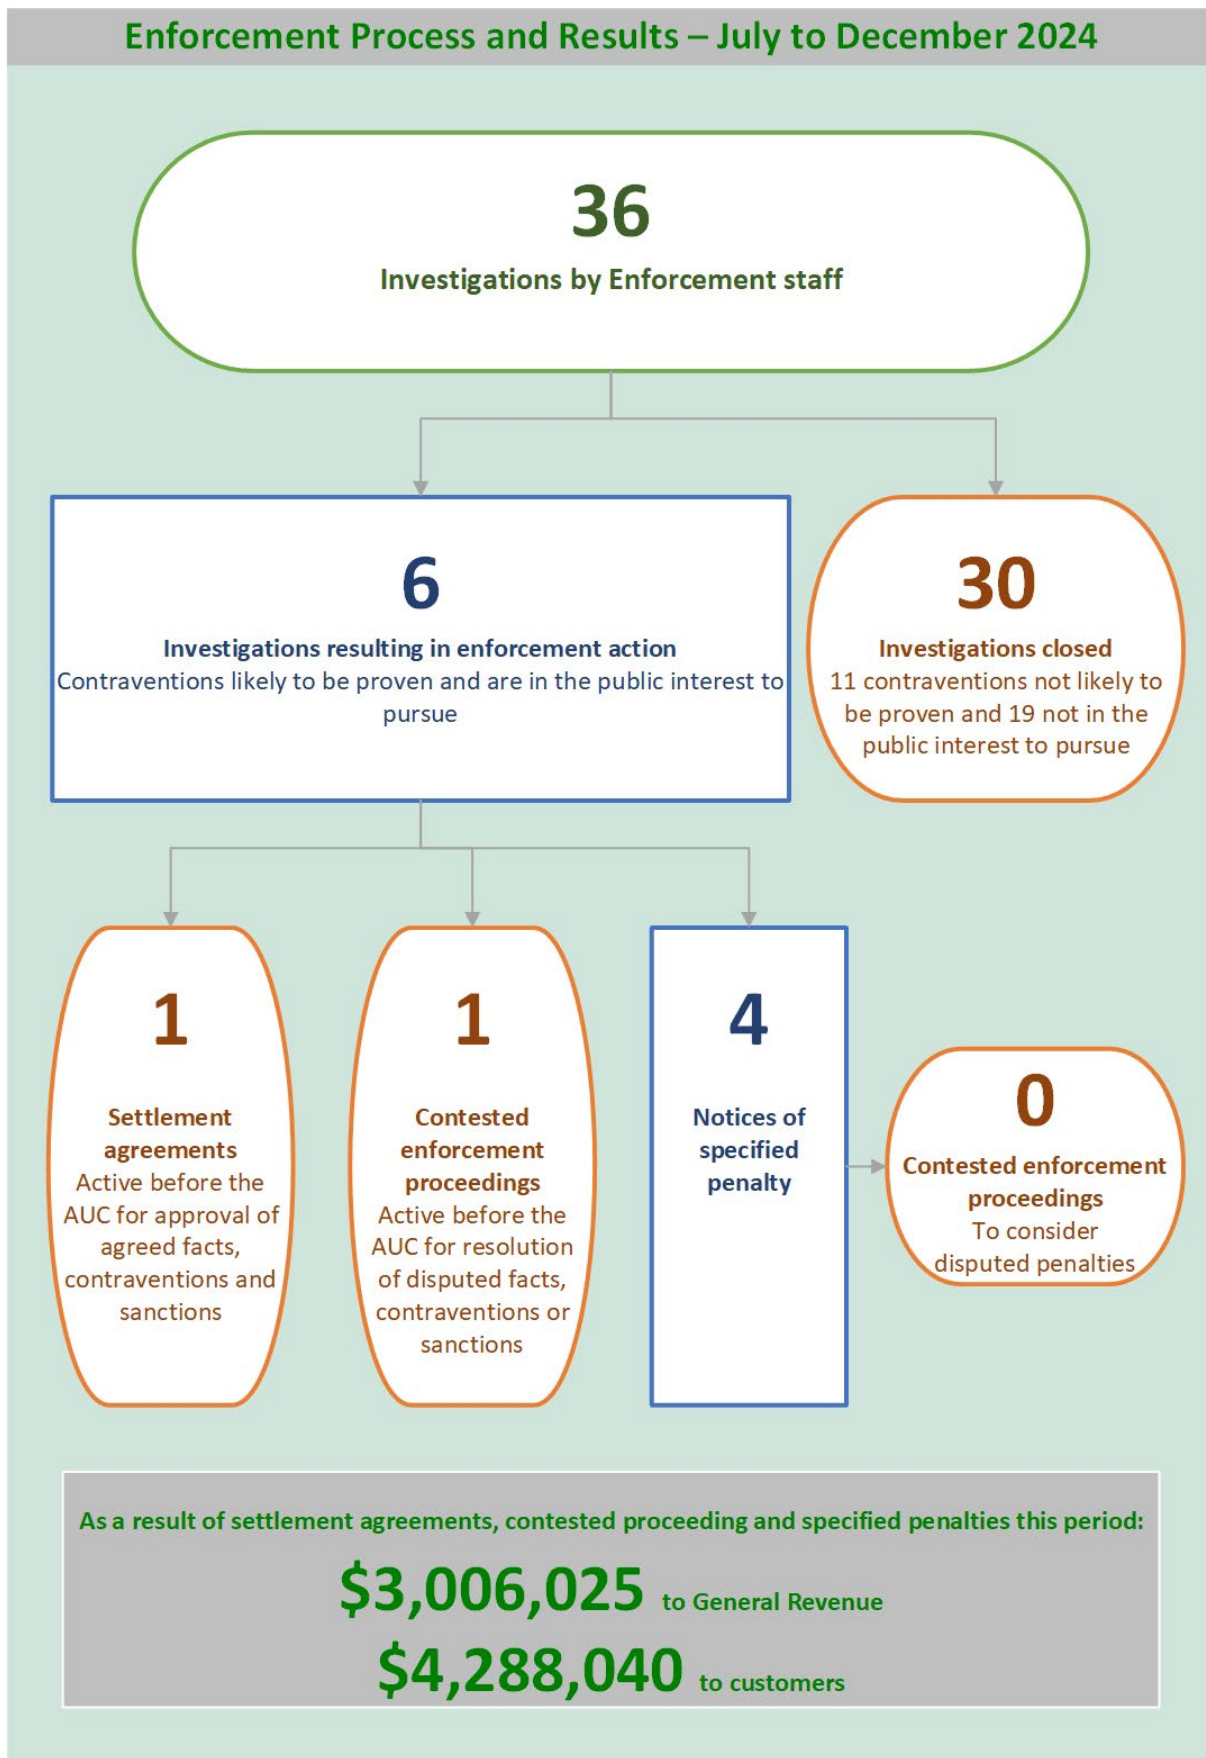 Enforcement Process and Results – July to December 2024
36
Investigations by Enforcement staff
6
Investigations resulting in enforcement action
Contraventions likely to be proven and are in the public interest to
pursue
30
Investigations closed
11 contraventions not likely to
be proven and 19 not in the
public interest to pursue
1
Settlement
agreements
Active before the
AUC for approval of
agreed facts,
contraventions and
sanctions
1
Contested
enforcement
proceedings
Active before the
AUC for resolution
of disputed facts,
contraventions or
sanctions
4
Notices of
specified
penalty
0
Contested enforcement
proceedings
To consider
disputed penalties
As a result of settlement agreements, contested proceeding and specified penalties this period:
$3,006,025 to General Revenue
$4,288,040 to customers